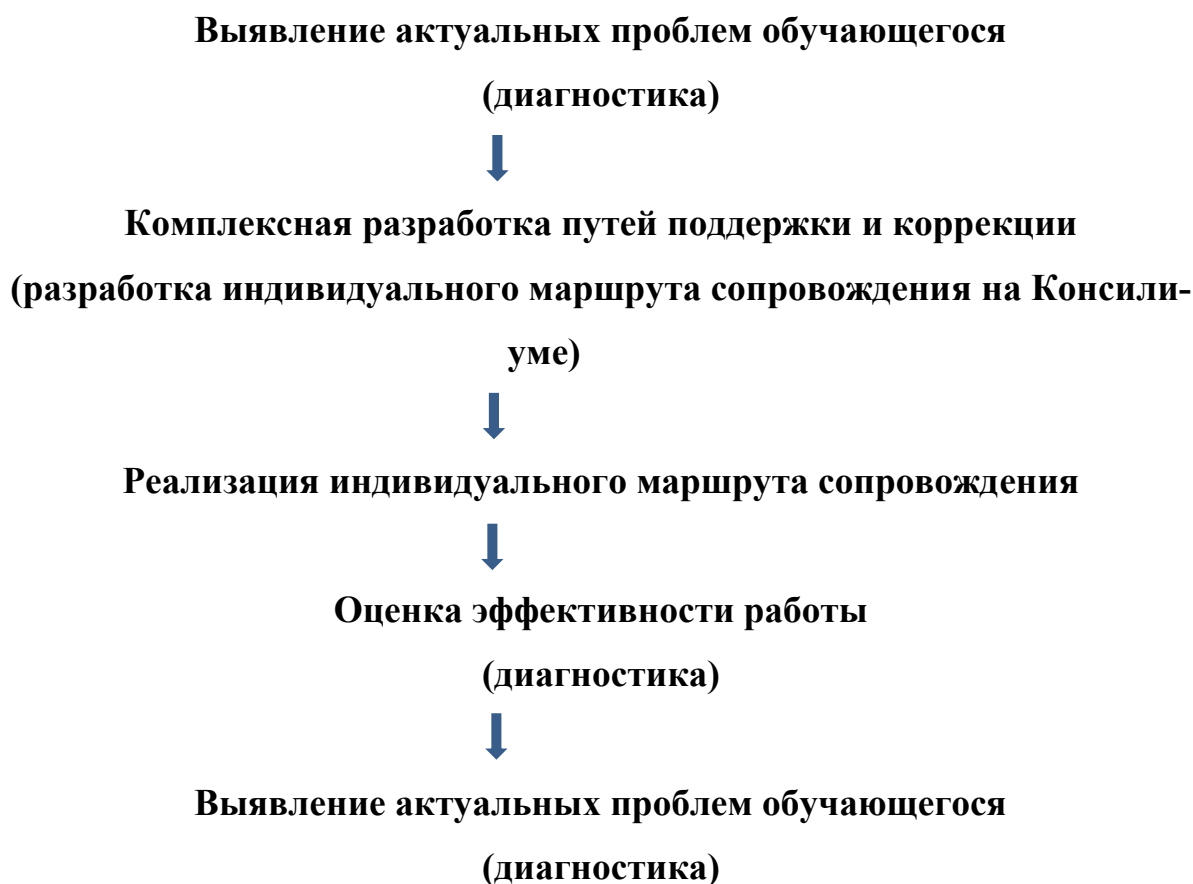 Выявление актуальных проблем обучающегося
(диагностика)
Комплексная разработка путей поддержки и коррекции
(разработка индивидуального маршрута сопровождения на Консили-
уме)
Реализация индивидуального маршрута сопровождения
Оценка эффективности работы
(диагностика)
Выявление актуальных проблем обучающегося
(диагностика)